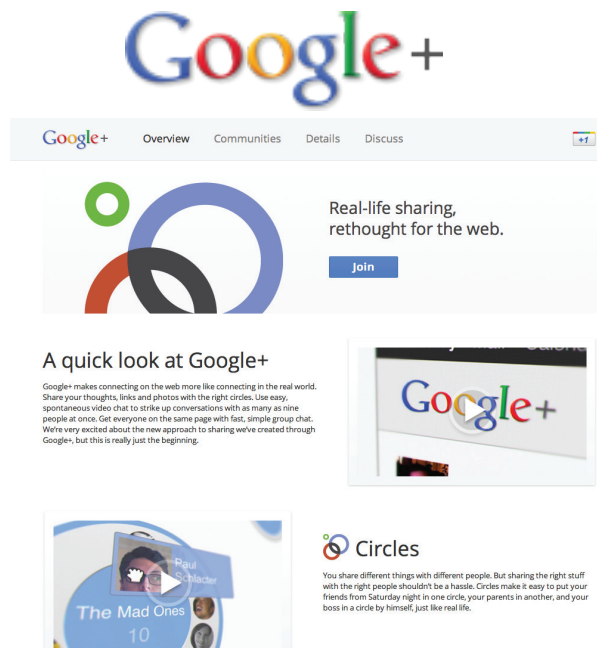 Google+
Google+ Overview Communities Details Discuss +1
Real-life sharing,
rethought for the web.
Join
A quick look at Google+
Google+ makes connecting on the web more like connecting in the real world.
Share your thoughts, links and photos with the right circles. Use easy,
spontaneous video chat to strike up conversations with as many as nine
people at once. Get everyone on the same page with fast, simple group chat.
We're very excited about the new approach to sharing we've created through
Google+, but this is really just the beginning.
Google+
Paul
Schlacter
The Mad Ones
10
Circles
You share different things with different people. But sharing the right stuff
with the right people shouldn't be a hassle. Circles make it easy to put your
friends from Saturday night in one circle, your parents in another, and your
boss in a circle by himself, just like real life.